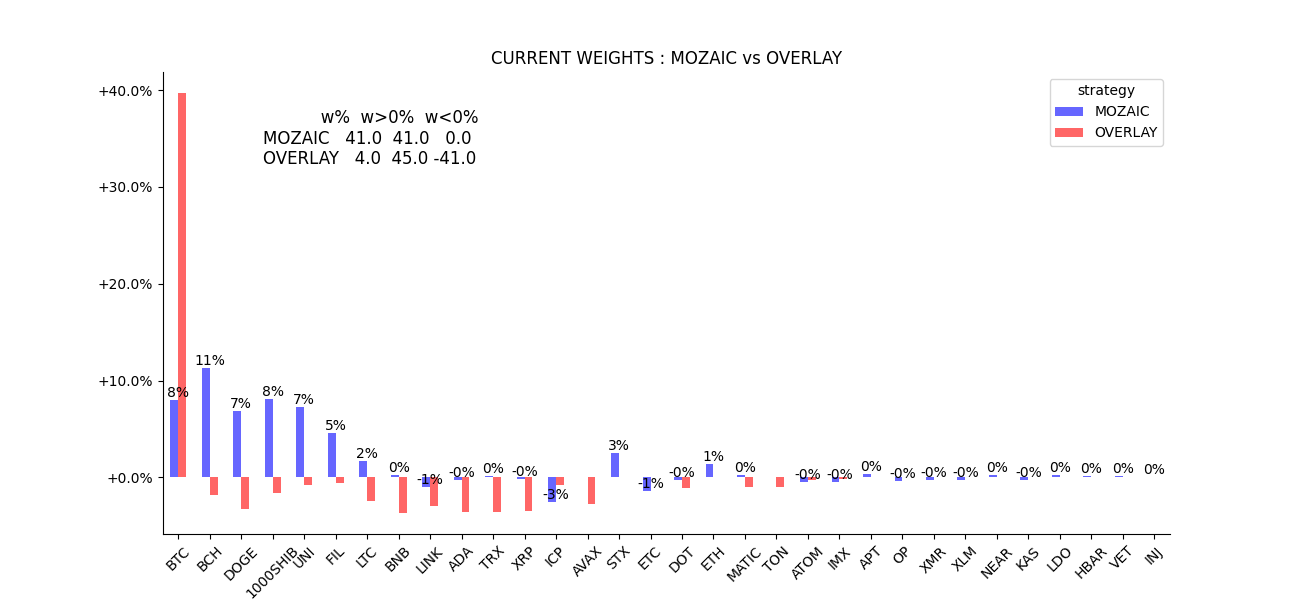 CURRENT WEIGHTS : MOZAIC vs OVERLAY
+40.0%
+30.0%
+20.0%
+10.0%
+0.0%
w% w>0% w<0%
MOZAIC 41.0 41.0 0.0
OVERLAY 4.0 45.0 -41.0
strategy
MOZAIC
OVERLAY
8%
11%
7%
8%
7%
5%
2%
0%
-1%
-0%
0%
-0%
-3%
3%
-1%
-0%
1%
0%
-0%
-0%
0%
-0%
-0%
-0%
0%
-0%
0%
0%
0%
0%
BTC
BCH
DOGE
1000SHIB
UNI
FIL
LTC
BNB
LINK
ADA
TRX
XRP
ICP
AVAX
STX
ETC
DOT
ETH
MATIC
TON
ATOM
IMX
APT
OP
XMR
XLM
NEAR
KAS
LDO
HBAR
VET
INJ